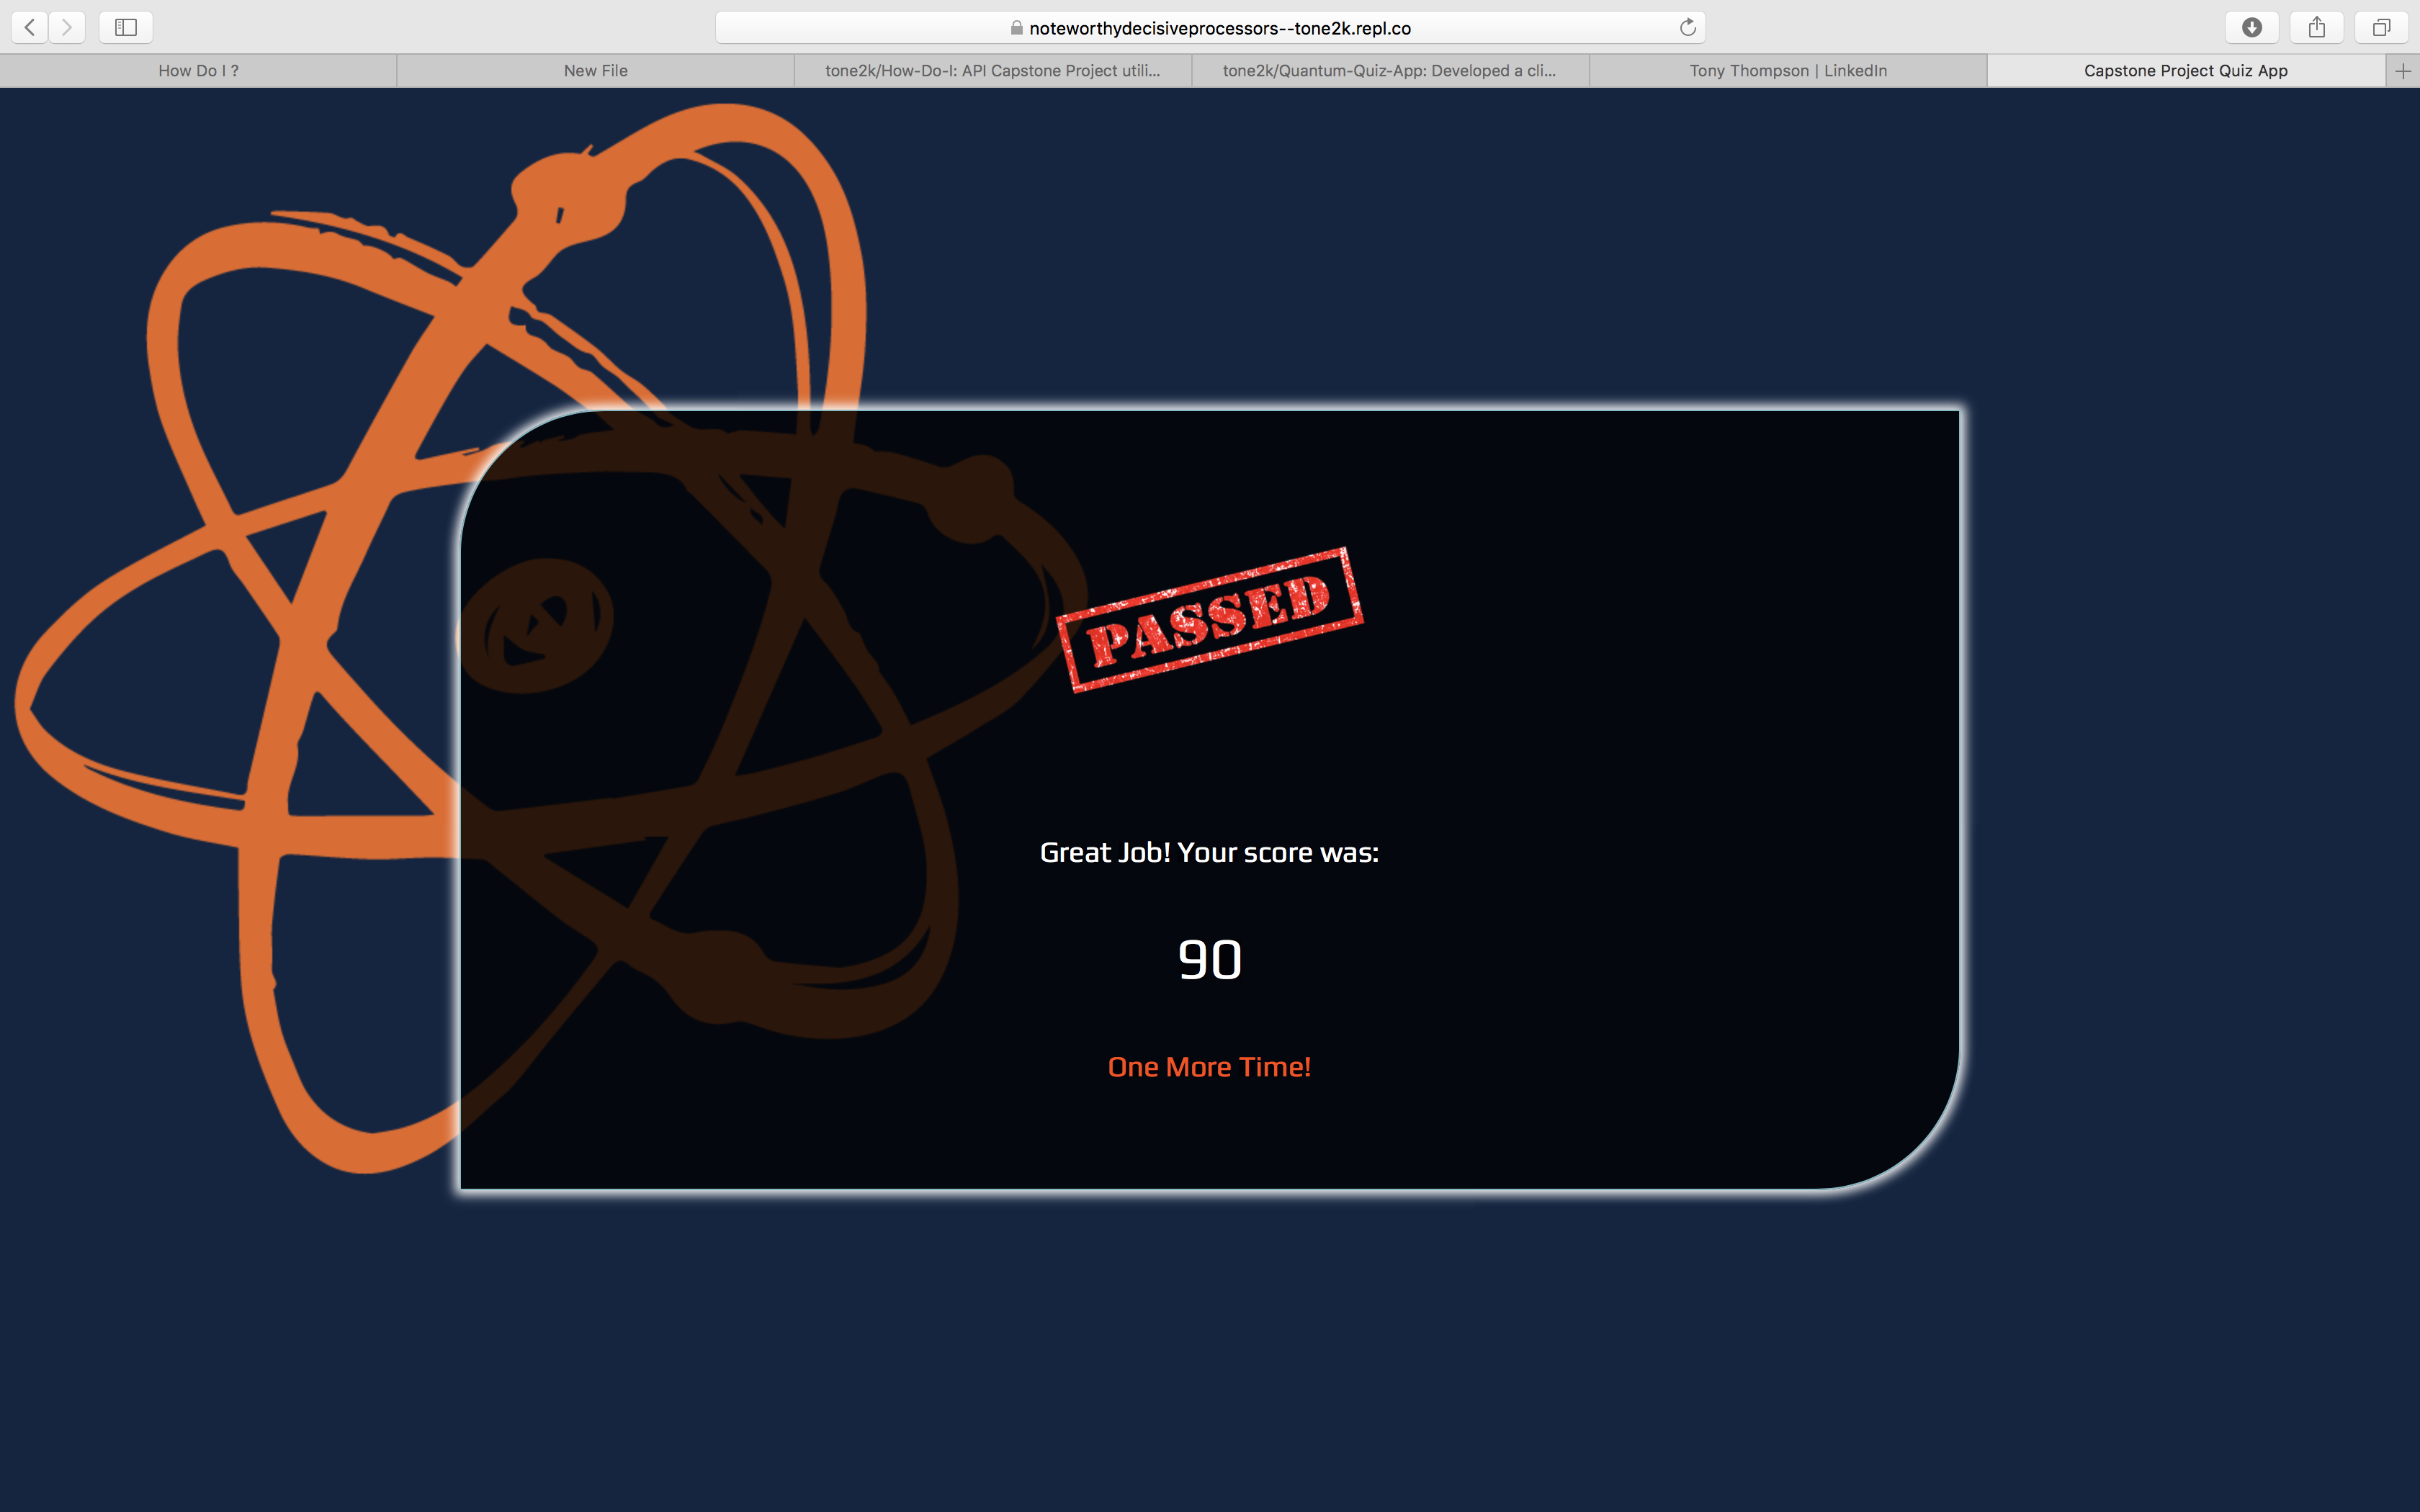 noteworthydecisiveprocessors--tone2k.repl.co
How Do I ?
New File
tone2k/How-Do-I: API Capstone Project utili...
tone2k/Quantum-Quiz-App: Developed a cli...
Tony Thompson | LinkedIn
Capstone Project Quiz App
PASSED
Great Job! Your score was:
90
One More Time!